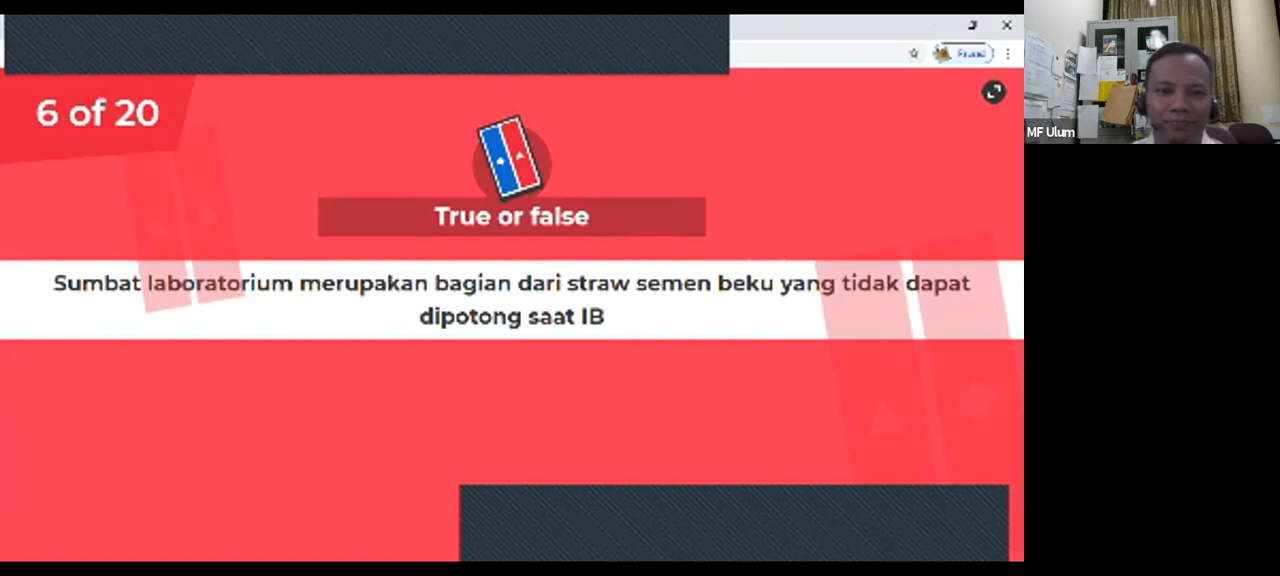 6 of 20
True or false
Sumbat laboratorium merupakan bagian dari straw semen beku yang tidak dapat
dipotong saat IB
Paused
MF Ulum